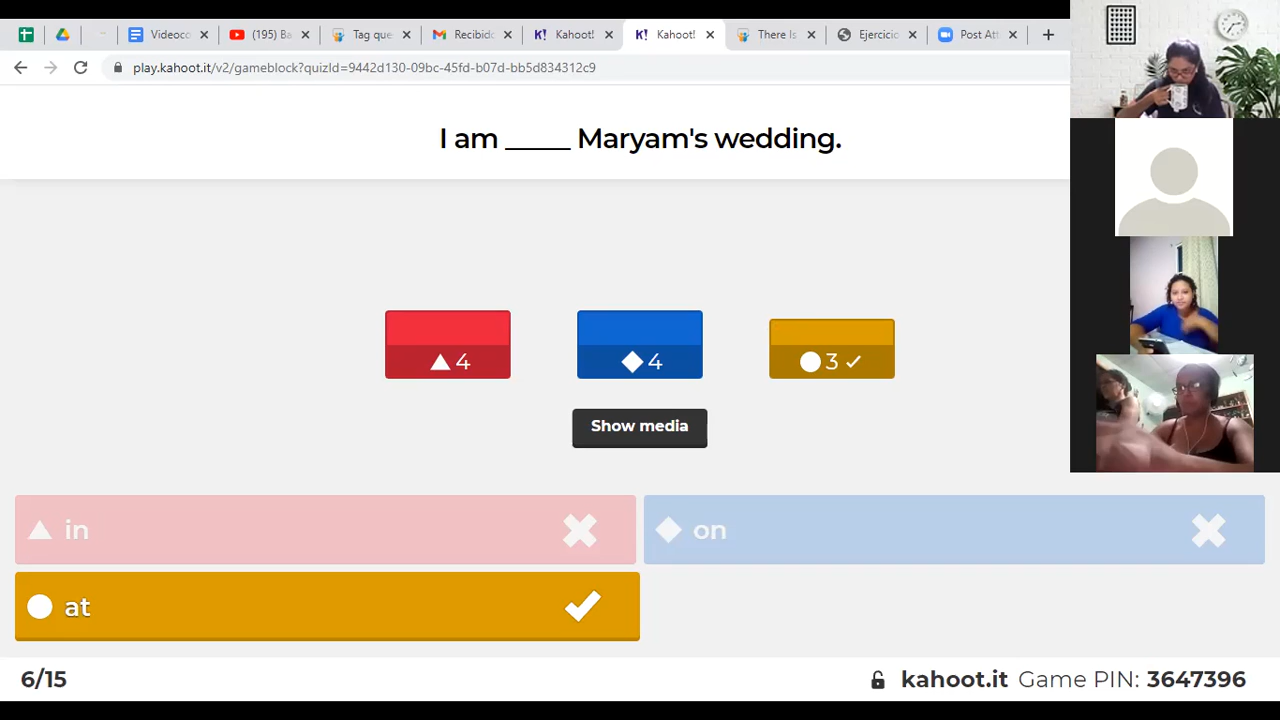 Videocc
(195) Ba
Tag que
Recibido
K! Kahoot!
K! Kahoot!
There Is
Ejercicio
Post Att
play.kahoot.it/v2/gameblock?quizId=9442d130-09bc-45fd-b07d-bb5d834312c9
I am _____ Maryam's wedding.
4
4
3
Show media
in
on
at
6/15
kahoot.it Game PIN: 3647396